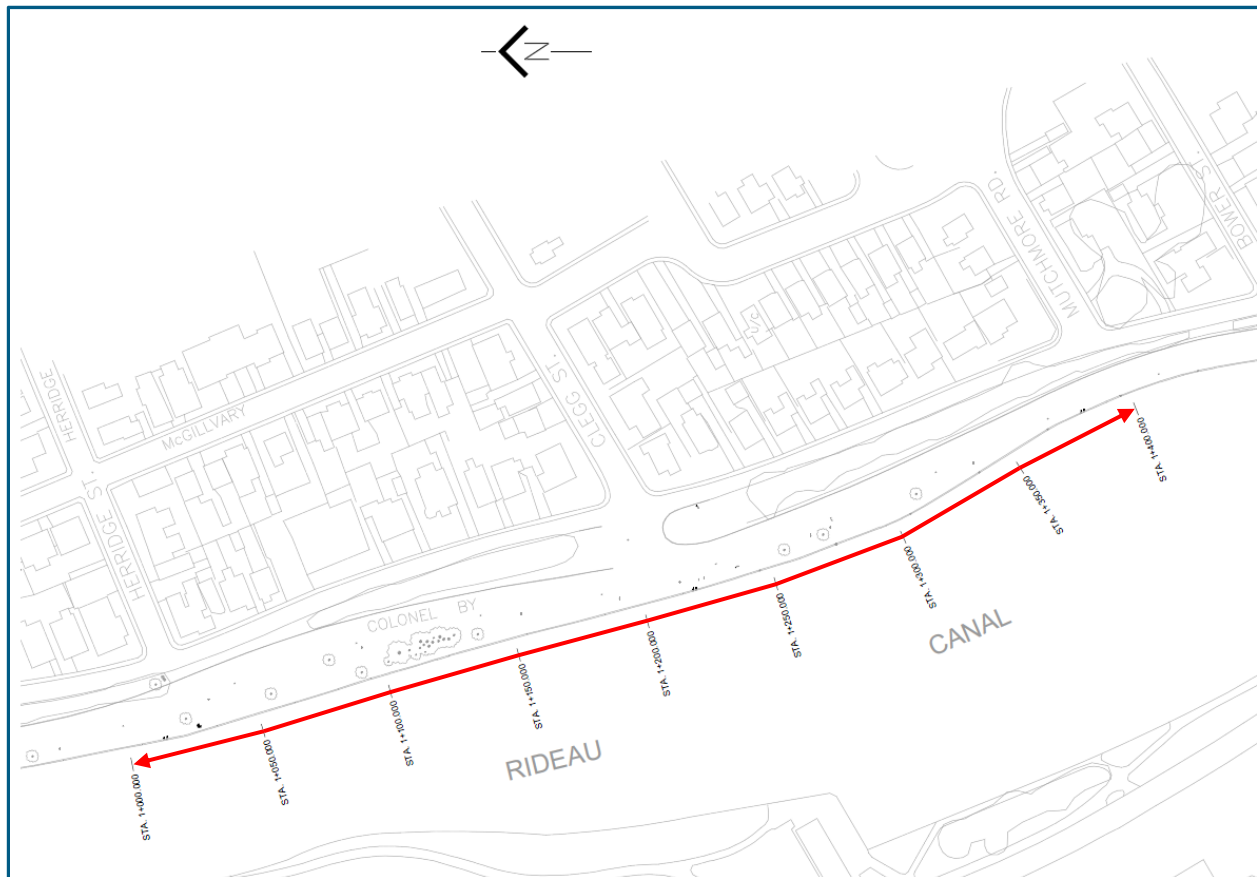 N
HERRIDGE
HERRIDGE ST.
McGILLVARY
CLEGG ST.
MUTCHMORE RD.
BOWER ST
COLONEL BY
RIDEAU
CANAL
STA. 1+000.000
STA. 1+050.000
STA. 1+100.000
STA. 1+150.000
STA. 1+200.000
STA. 1+250.000
STA. 1+300.000
STA. 1+350.000
STA. 1+400.000